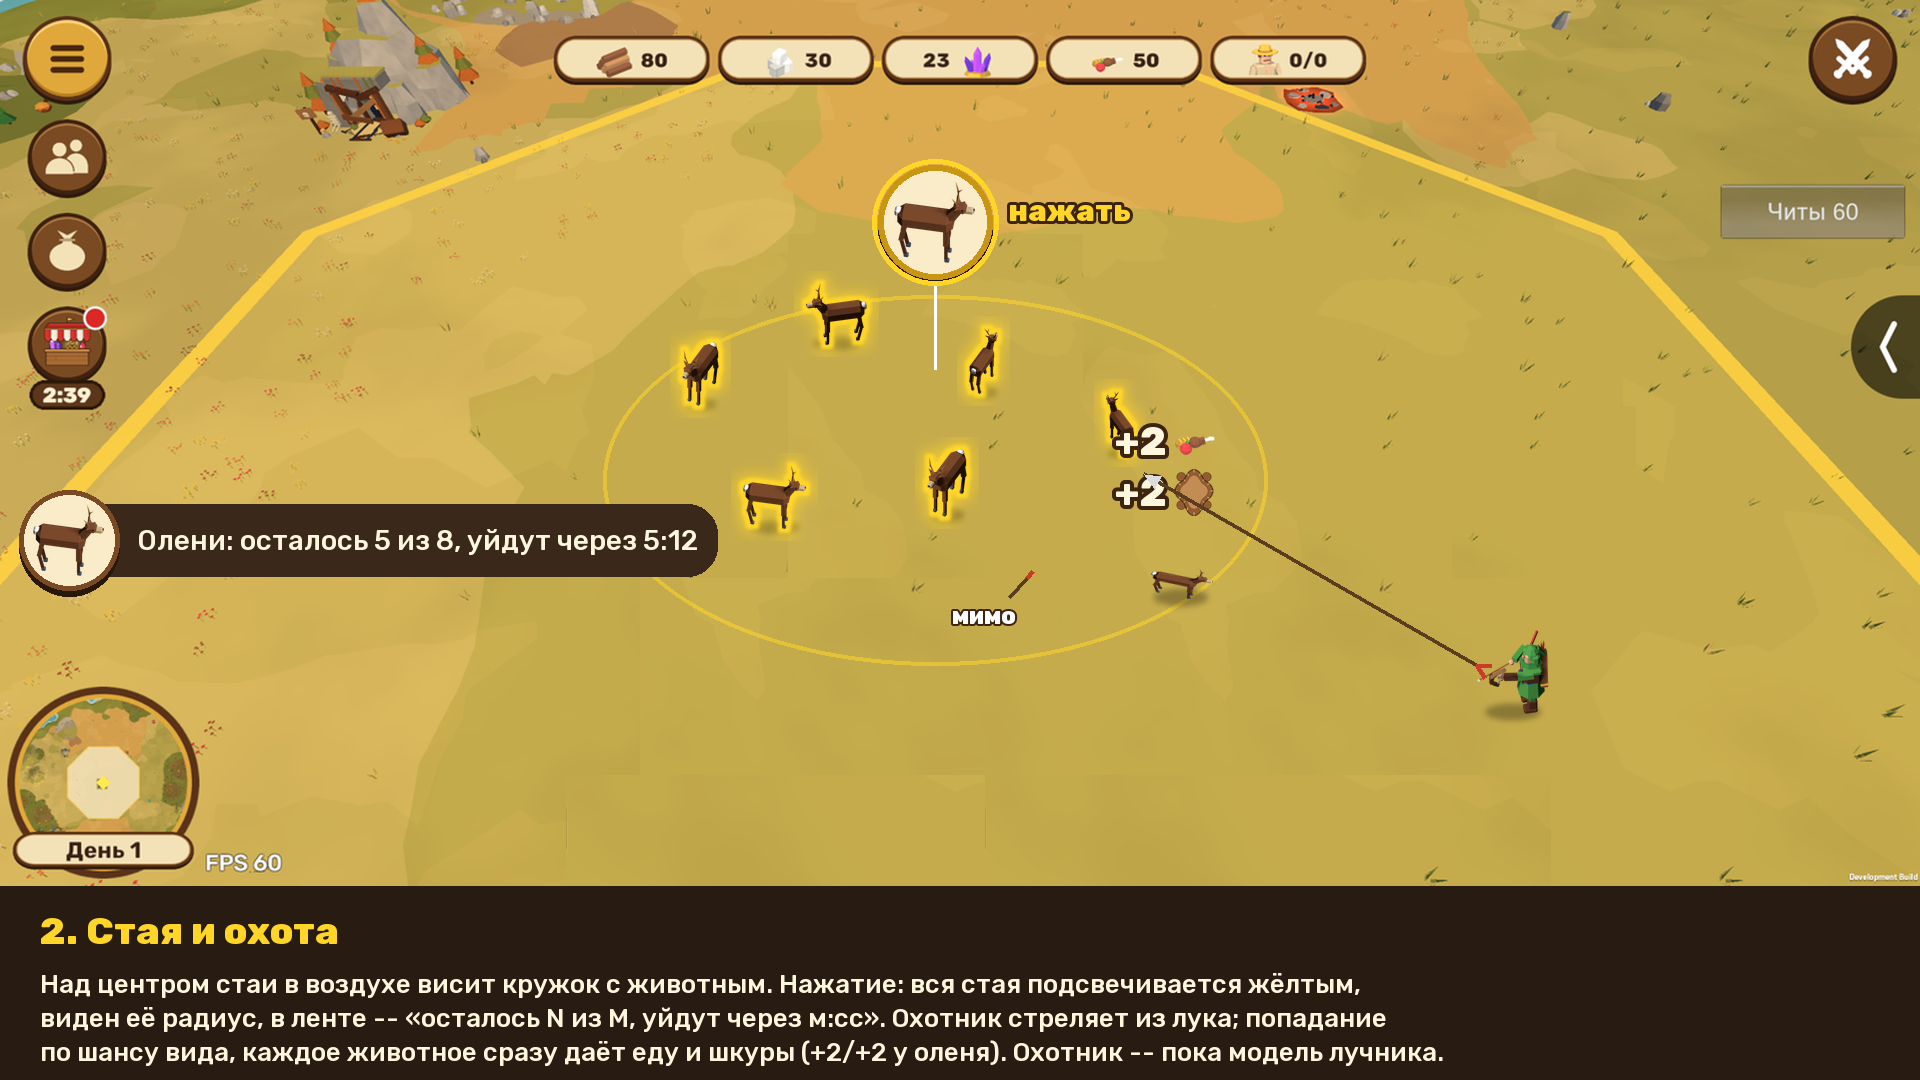 80
30
23
50
0/0
нажать
Читы 60
2:39
+2
+2
Олени: осталось 5 из 8, уйдут через 5:12
мимо
День 1
FPS 60
Development Build
2. Стая и охота
Над центром стаи в воздухе висит кружок с животным. Нажатие: вся стая подсвечивается жёлтым,
виден её радиус, в ленте -- «осталось N из M, уйдут через м:сс». Охотник стреляет из лука; попадание
по шансу вида, каждое животное сразу даёт еду и шкуры (+2/+2 у оленя). Охотник -- пока модель лучника.